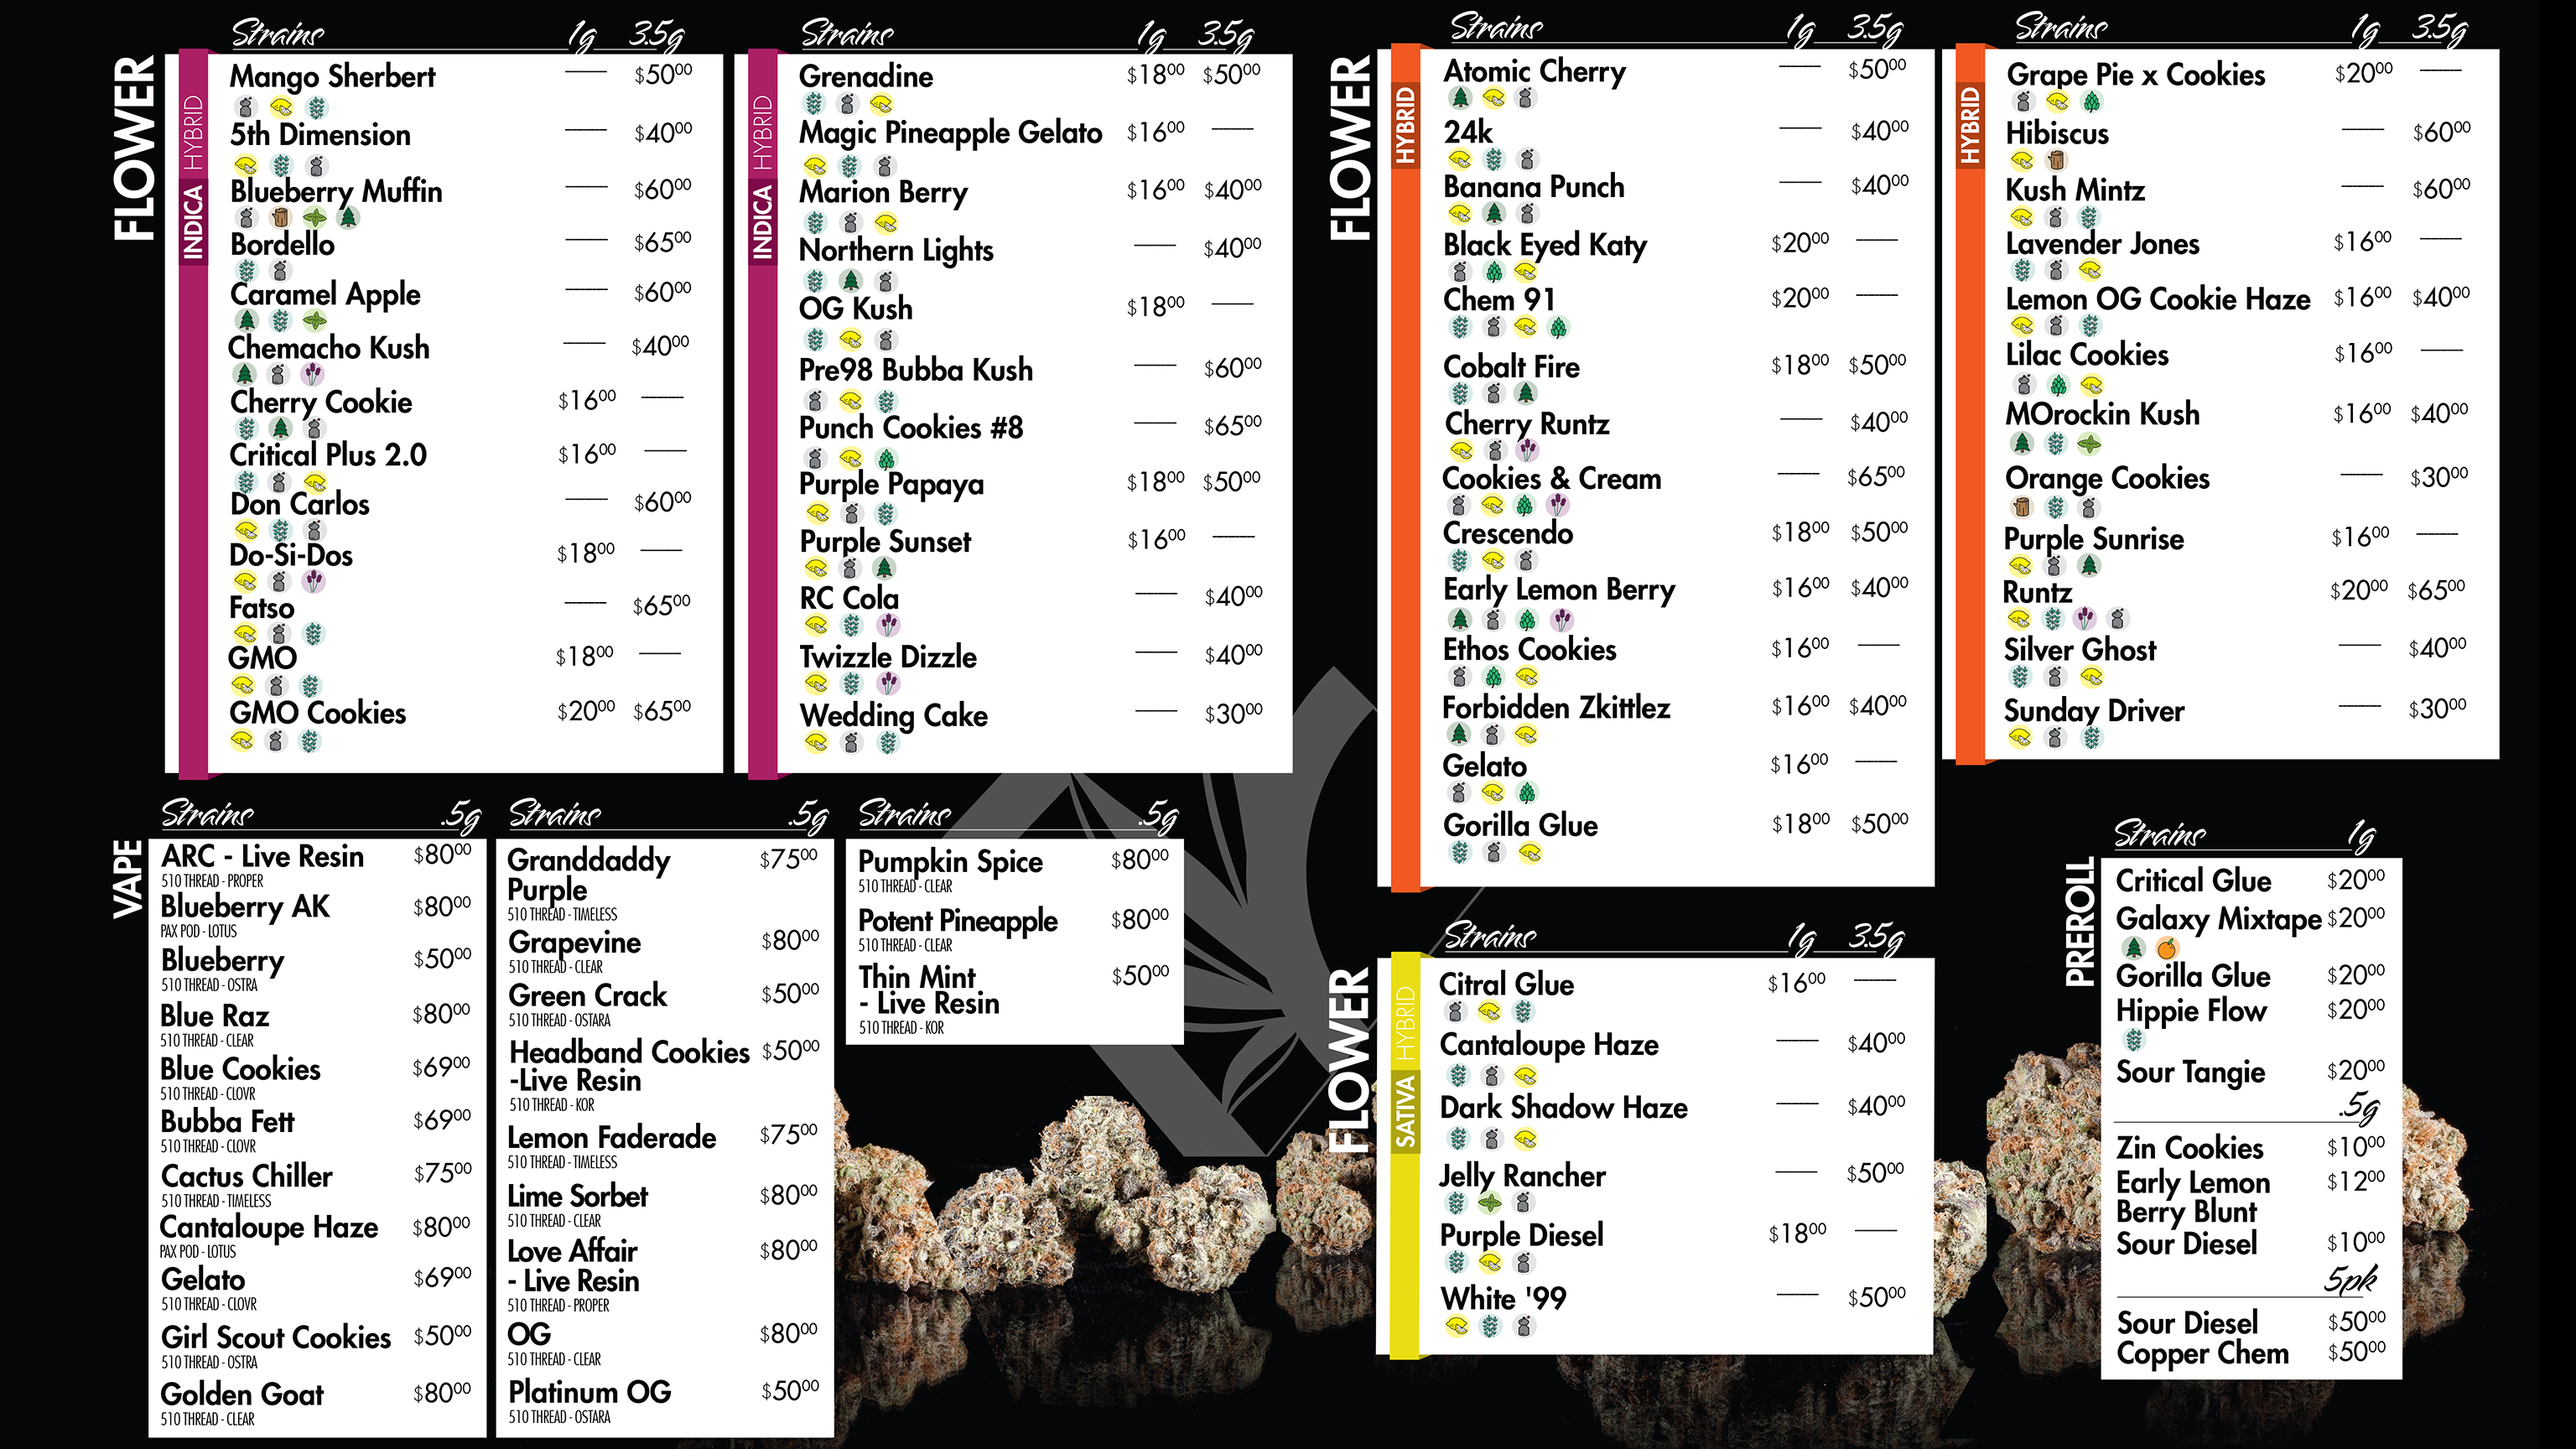 FLOWER
INDICA HYBRID
Strains 1g 3.5g
Mango Sherbert —— $50.00
5th Dimension —— $40.00
Blueberry Muffin —— $60.00
Bordello —— $65.00
Caramel Apple —— $60.00
Chemacho Kush —— $40.00
Cherry Cookie $16.00 ——
Critical Plus 2.0 $16.00 ——
Don Carlos —— $60.00
Do-Si-Dos $18.00 ——
Fatso —— $65.00
GMO $18.00 ——
GMO Cookies $20.00 $65.00
INDICA HYBRID
Strains 1g 3.5g
Grenadine $18.00 $50.00
Magic Pineapple Gelato $16.00 ——
Marion Berry $16.00 $40.00
Northern Lights —— $40.00
OG Kush $18.00 ——
Pre98 Bubba Kush —— $60.00
Punch Cookies #8 —— $65.00
Purple Papaya $18.00 $50.00
Purple Sunset $16.00 ——
RC Cola —— $40.00
Twizzle Dizzle —— $40.00
Wedding Cake —— $30.00
FLOWER
HYBRID
Strains 1g 3.5g
Atomic Cherry —— $50.00
24k —— $40.00
Banana Punch —— $40.00
Black Eyed Katy $20.00 ——
Chem 91 $20.00 ——
Cobalt Fire $18.00 $50.00
Cherry Runtz —— $40.00
Cookies & Cream —— $65.00
Crescendo $18.00 $50.00
Early Lemon Berry $16.00 $40.00
Ethos Cookies $16.00 ——
Forbidden Zkittlez $16.00 $40.00
Gelato $16.00 ——
Gorilla Glue $18.00 $50.00
HYBRID
Strains 1g 3.5g
Grape Pie x Cookies $20.00 ——
Hibiscus —— $60.00
Kush Mintz —— $60.00
Lavender Jones $16.00 ——
Lemon OG Cookie Haze $16.00 $40.00
Lilac Cookies $16.00 ——
MOrockin Kush $16.00 $40.00
Orange Cookies —— $30.00
Purple Sunrise $16.00 ——
Runtz $20.00 $65.00
Silver Ghost —— $40.00
Sunday Driver —— $30.00
VAPE
Strains .5g
ARC - Live Resin $80.00
510 THREAD - PROPER
Blueberry AK $80.00
PAX POD - LOTUS
Blueberry $50.00
510 THREAD - OSTRA
Blue Raz $80.00
510 THREAD - CLEAR
Blue Cookies $69.00
510 THREAD - CLOVR
Bubba Fett $69.00
510 THREAD - CLOVR
Cactus Chiller $75.00
510 THREAD - TIMELESS
Cantaloupe Haze $80.00
PAX POD - LOTUS
Gelato $69.00
510 THREAD - CLOVR
Girl Scout Cookies $50.00
510 THREAD - OSTRA
Golden Goat $80.00
510 THREAD - CLEAR
Strains .5g
Granddaddy $75.00
Purple
510 THREAD - TIMELESS
Grapevine $80.00
510 THREAD - CLEAR
Green Crack $50.00
510 THREAD - OSTARA
Headband Cookies $50.00
-Live Resin
510 THREAD - KOR
Lemon Faderade $75.00
510 THREAD - TIMELESS
Lime Sorbet $80.00
510 THREAD - CLEAR
Love Affair $80.00
- Live Resin
510 THREAD - PROPER
OG $80.00
510 THREAD - CLEAR
Platinum OG $50.00
510 THREAD - OSTARA
Strains .5g
Pumpkin Spice $80.00
510 THREAD - CLEAR
Potent Pineapple $80.00
510 THREAD - CLEAR
Thin Mint $50.00
- Live Resin
510 THREAD - KOR
FLOWER
SATIVA HYBRID
Strains 1g 3.5g
Citral Glue $16.00 ——
Cantaloupe Haze —— $40.00
Dark Shadow Haze —— $40.00
Jelly Rancher —— $50.00
Purple Diesel $18.00 ——
White '99 —— $50.00
PREROLL
Strains 1g
Critical Glue $20.00
Galaxy Mixtape $20.00
Gorilla Glue $20.00
Hippie Flow $20.00
Sour Tangie $20.00
.5g
Zin Cookies $10.00
Early Lemon $12.00
Berry Blunt
Sour Diesel $10.00
5pk
Sour Diesel $50.00
Copper Chem $50.00